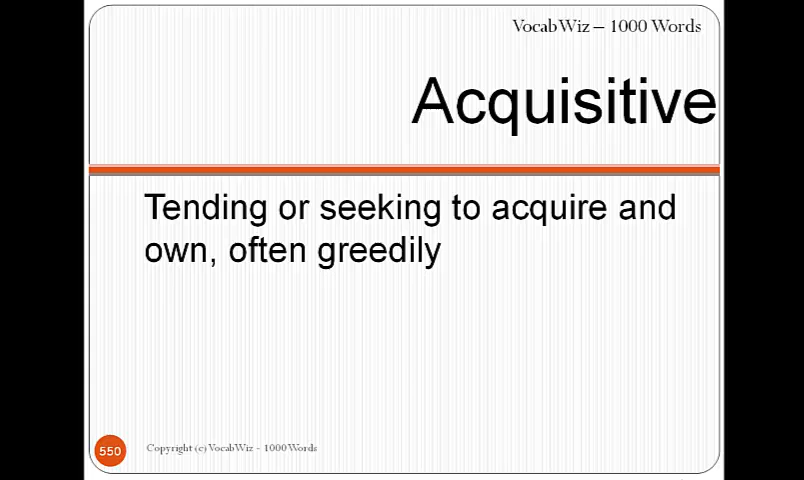 VocabWiz – 1000 Words
Acquisitive
Tending or seeking to acquire and
own, often greedily
550
Copyright (c) VocabWiz - 1000 Words